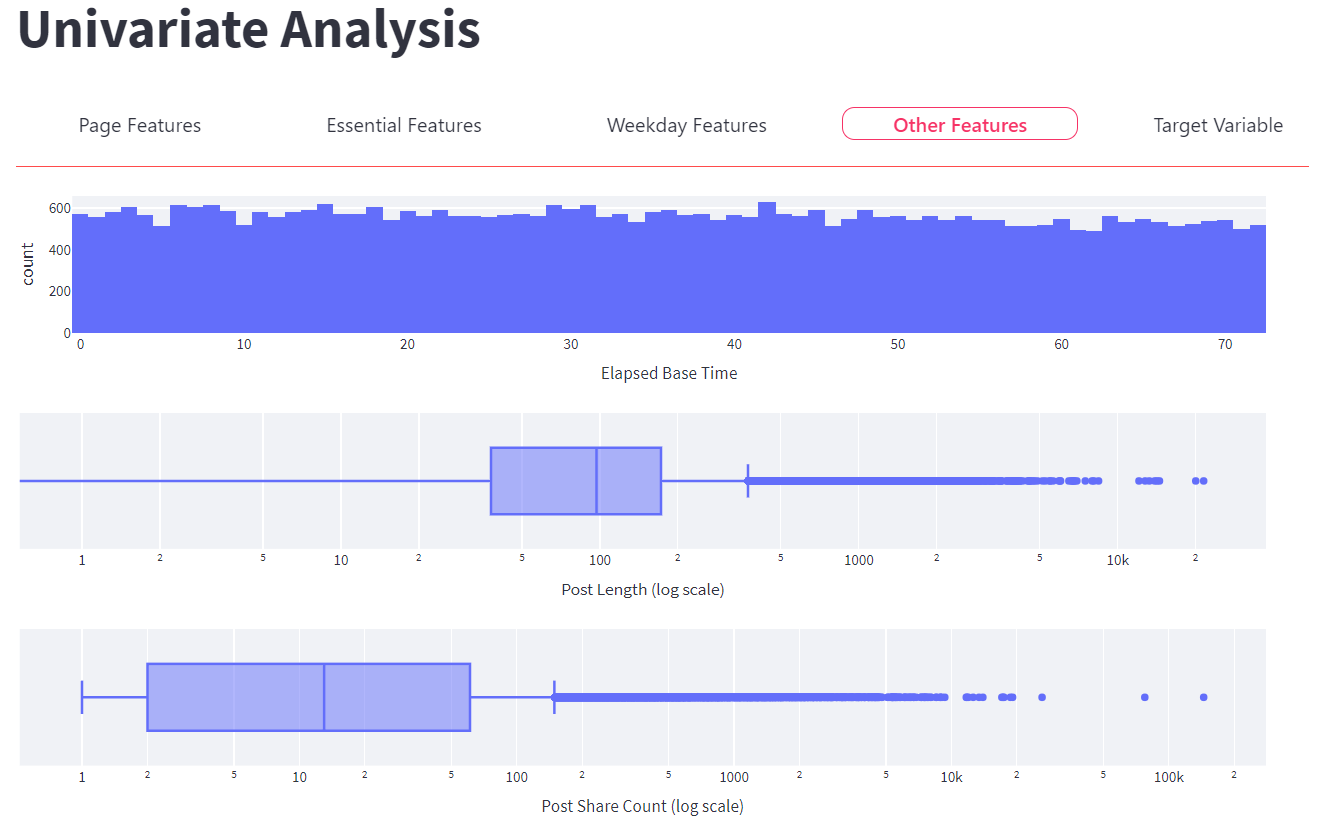 Univariate Analysis
Page Features Essential Features Weekday Features Other Features Target Variable
600
400
200
0
count
0 10 20 30 40 50 60 70
Elapsed Base Time
1 2 5 10 2 5 100 2 5 1000 2 5 10k 2
Post Length (log scale)
1 2 5 10 2 5 100 2 5 1000 2 5 10k 2 5 100k 2
Post Share Count (log scale)